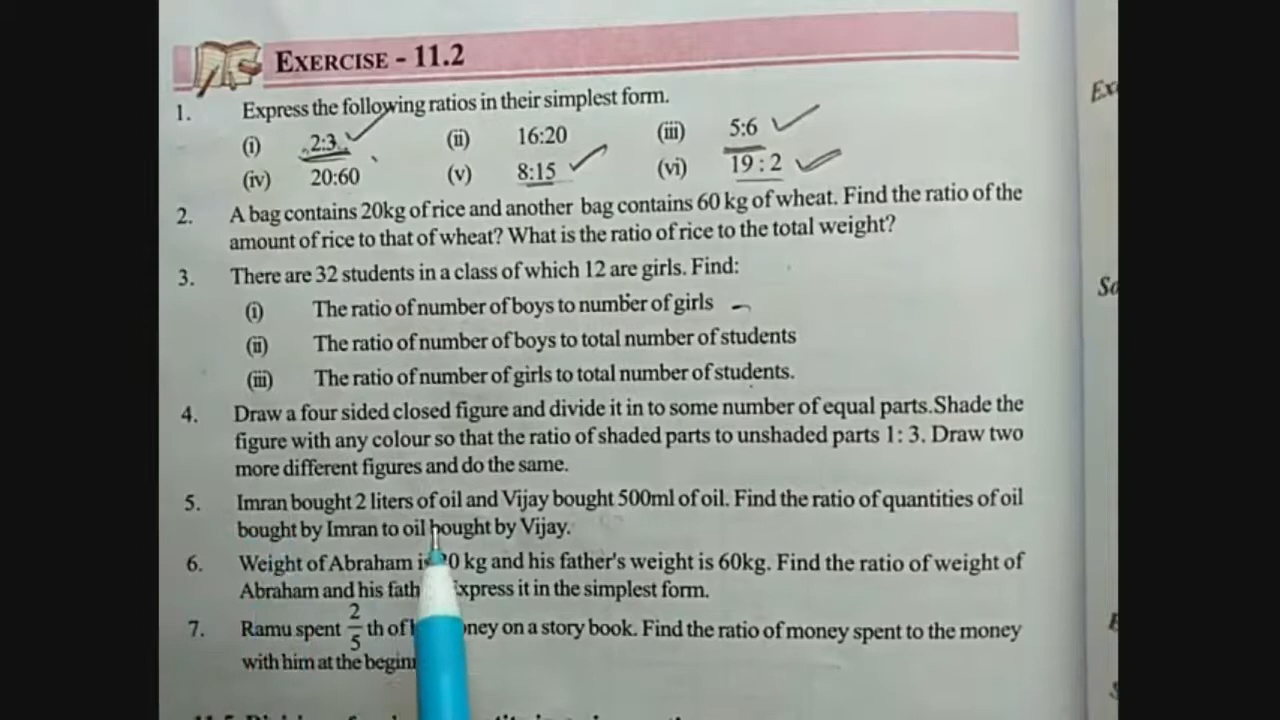 EXERCISE - 11.2
1. Express the following ratios in their simplest form.
(i) 2:3 (ii) 16:20 (iii) 5:6
(iv) 20:60 (v) 8:15 (vi) 19 : 2
2. A bag contains 20kg of rice and another bag contains 60 kg of wheat. Find the ratio of the
amount of rice to that of wheat? What is the ratio of rice to the total weight?
3. There are 32 students in a class of which 12 are girls. Find:
(i) The ratio of number of boys to number of girls
(ii) The ratio of number of boys to total number of students
(iii) The ratio of number of girls to total number of students.
4. Draw a four sided closed figure and divide it in to some number of equal parts.Shade the
figure with any colour so that the ratio of shaded parts to unshaded parts 1: 3. Draw two
more different figures and do the same.
5. Imran bought 2 liters of oil and Vijay bought 500ml of oil. Find the ratio of quantities of oil
bought by Imran to oil bought by Vijay.
6. Weight of Abraham kg and his father's weight is 60kg. Find the ratio of weight of
Abraham and his express it in the simplest form.
7. Ramu spent 2/5 th of on a story book. Find the ratio of money spent to the money
with him at the
Ex
So